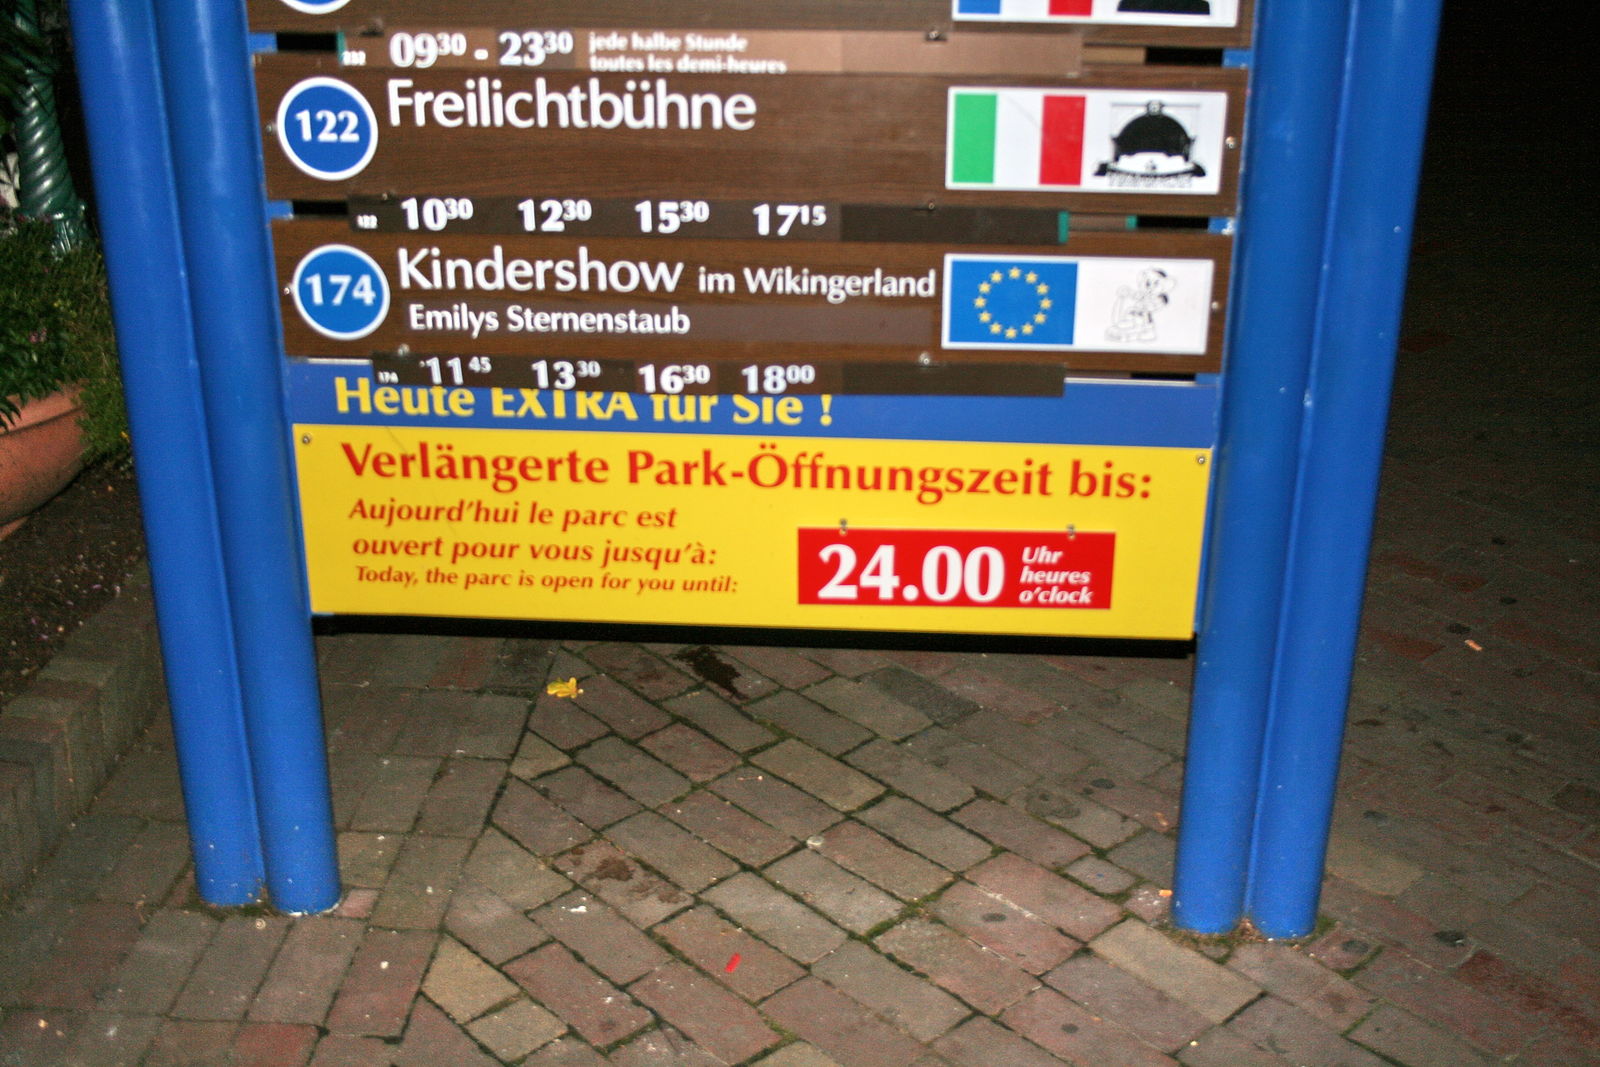 09³⁰ - 23³⁰ jede halbe Stunde
toutes les demi-heures
122 Freilichtbühne
122 10³⁰ 12³⁰ 15³⁰ 17¹⁵
174 Kindershow im Wikingerland
Emilys Sternenstaub
174 11⁴⁵ 13³⁰ 16³⁰ 18⁰⁰
Heute EXTRA für Sie !
Verlängerte Park-Öffnungszeit bis:
Aujourd'hui le parc est
ouvert pour vous jusqu'à:
Today, the parc is open for you until:
24.00 Uhr
heures
o'clock